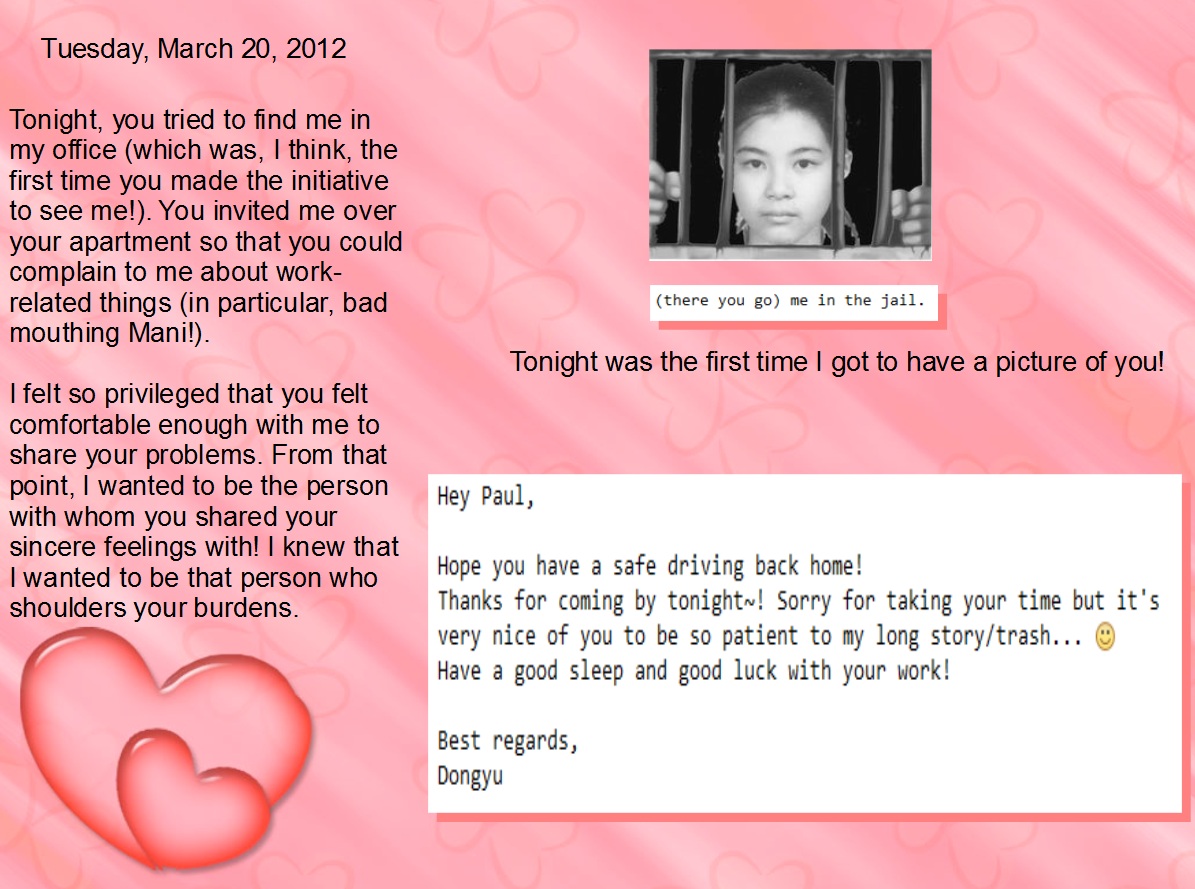 Tuesday, March 20, 2012
Tonight, you tried to find me in
my office (which was, I think, the
first time you made the initiative
to see me!). You invited me over
your apartment so that you could
complain to me about work-
related things (in particular, bad
mouthing Mani!).
I felt so privileged that you felt
comfortable enough with me to
share your problems. From that
point, I wanted to be the person
with whom you shared your
sincere feelings with! I knew that
I wanted to be that person who
shoulders your burdens.
(there you go) me in the jail.
Tonight was the first time I got to have a picture of you!
Hey Paul,
Hope you have a safe driving back home!
Thanks for coming by tonight~! Sorry for taking your time but it's
very nice of you to be so patient to my long story/trash... 🙂
Have a good sleep and good luck with your work!
Best regards,
Dongyu